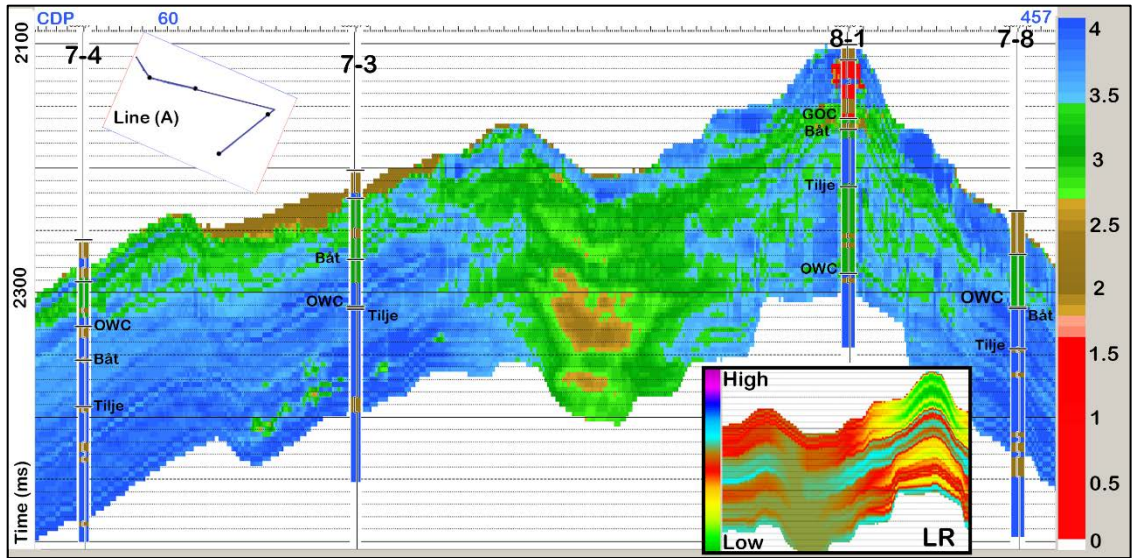 CDP 60 457
7-4 7-3 8-1 7-8
2100
Line (A)
GOC
Båt
Tilje
Båt
OWC
2300
OWC
Tilje
OWC
Båt
OWC
Båt
Tilje
Tilje
Time (ms)
High
Low
LR
4
3.5
3
2.5
2
1.5
1
0.5
0